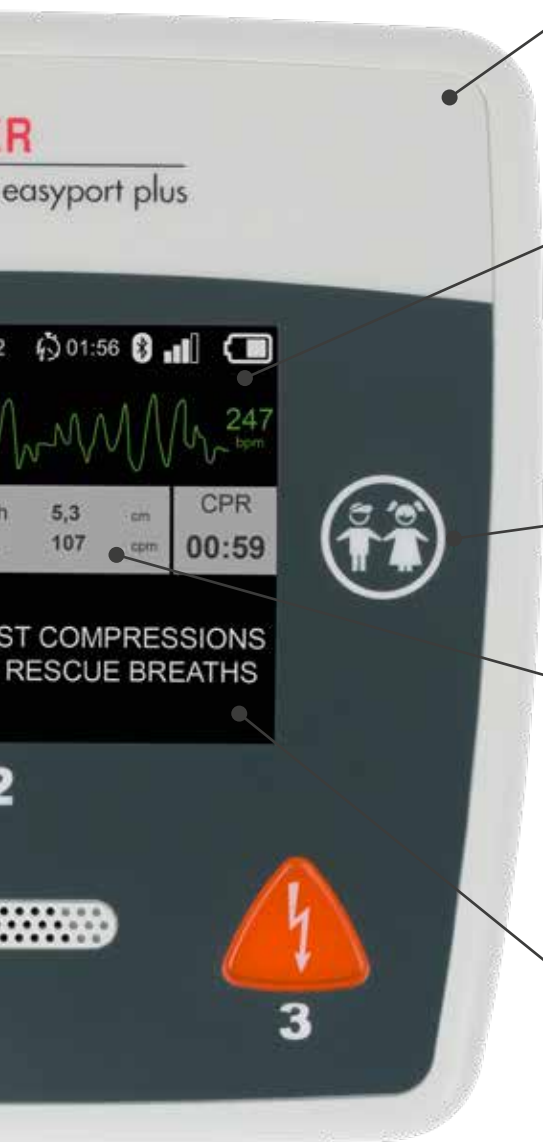 R
easyport plus
2 01:56
247
bpm
h 5,3 cm CPR
107 cpm 00:59
ST COMPRESSIONS
RESCUE BREATHS
2
3